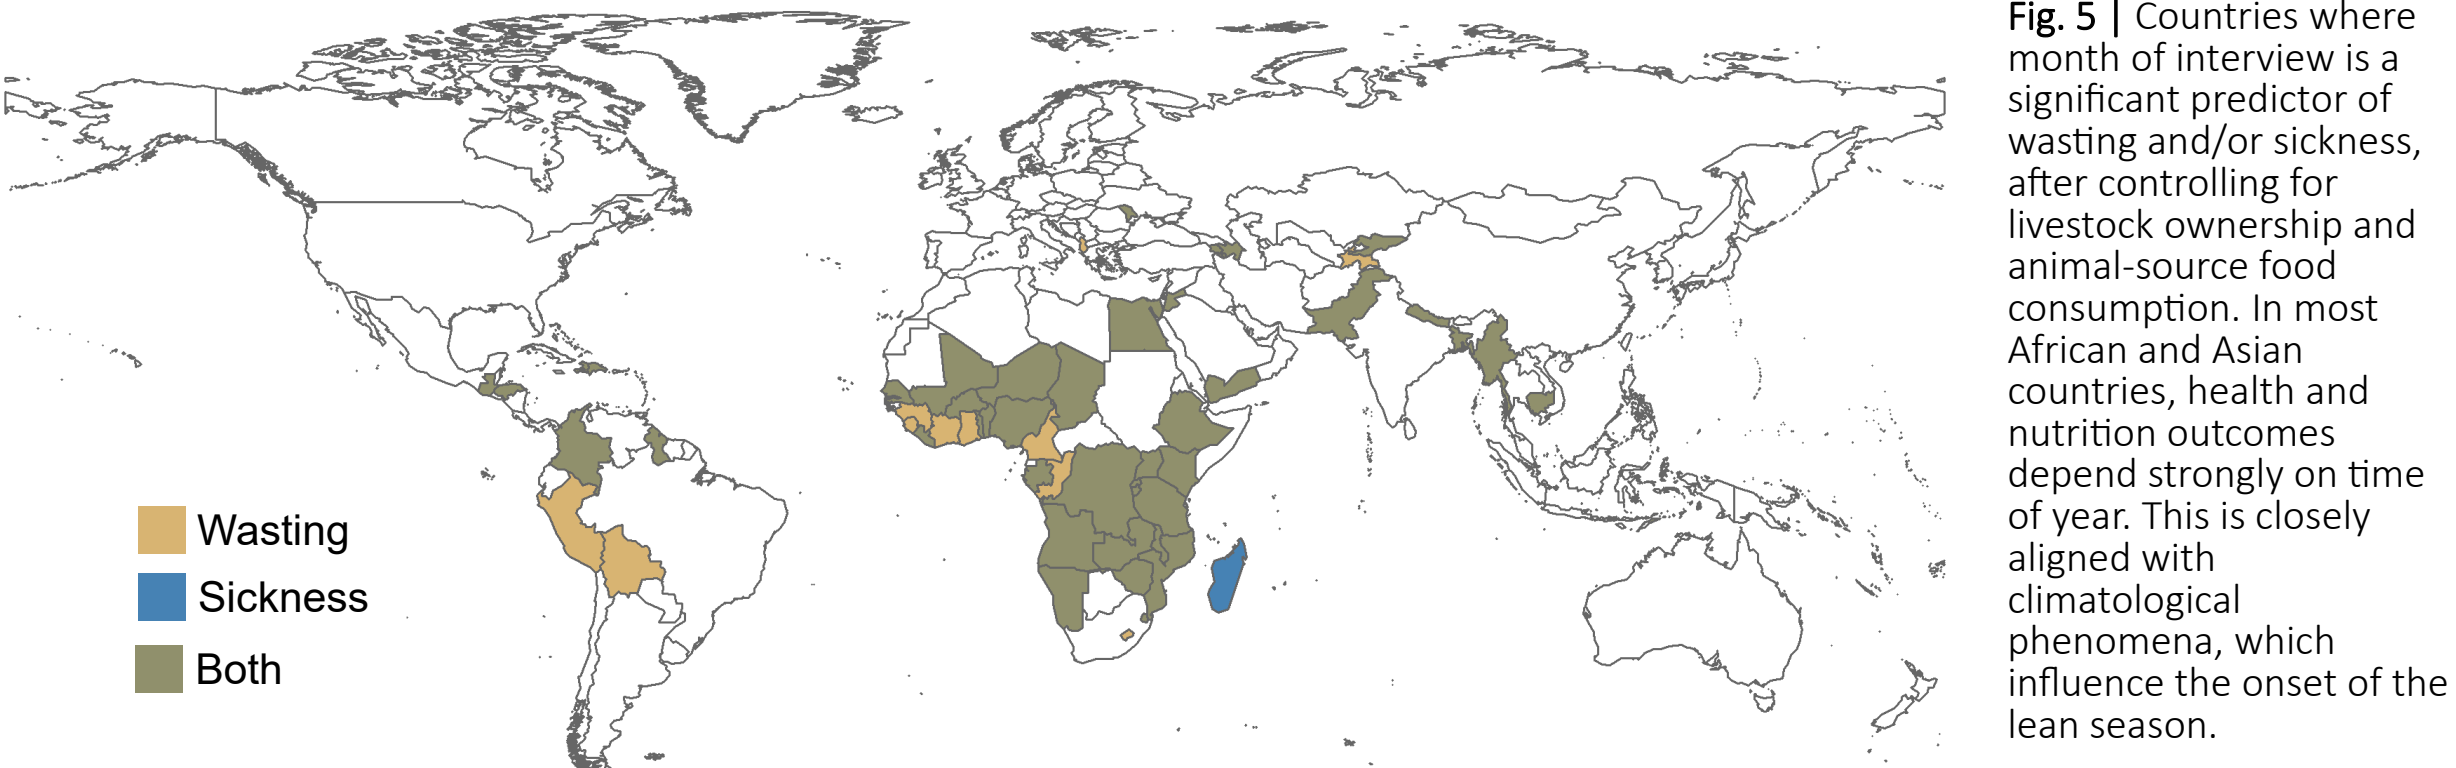 Wasting
Sickness
Both
Fig. 5 | Countries where
month of interview is a
significant predictor of
wasting and/or sickness,
after controlling for
livestock ownership and
animal-source food
consumption. In most
African and Asian
countries, health and
nutrition outcomes
depend strongly on time
of year. This is closely
aligned with
climatological
phenomena, which
influence the onset of the
lean season.